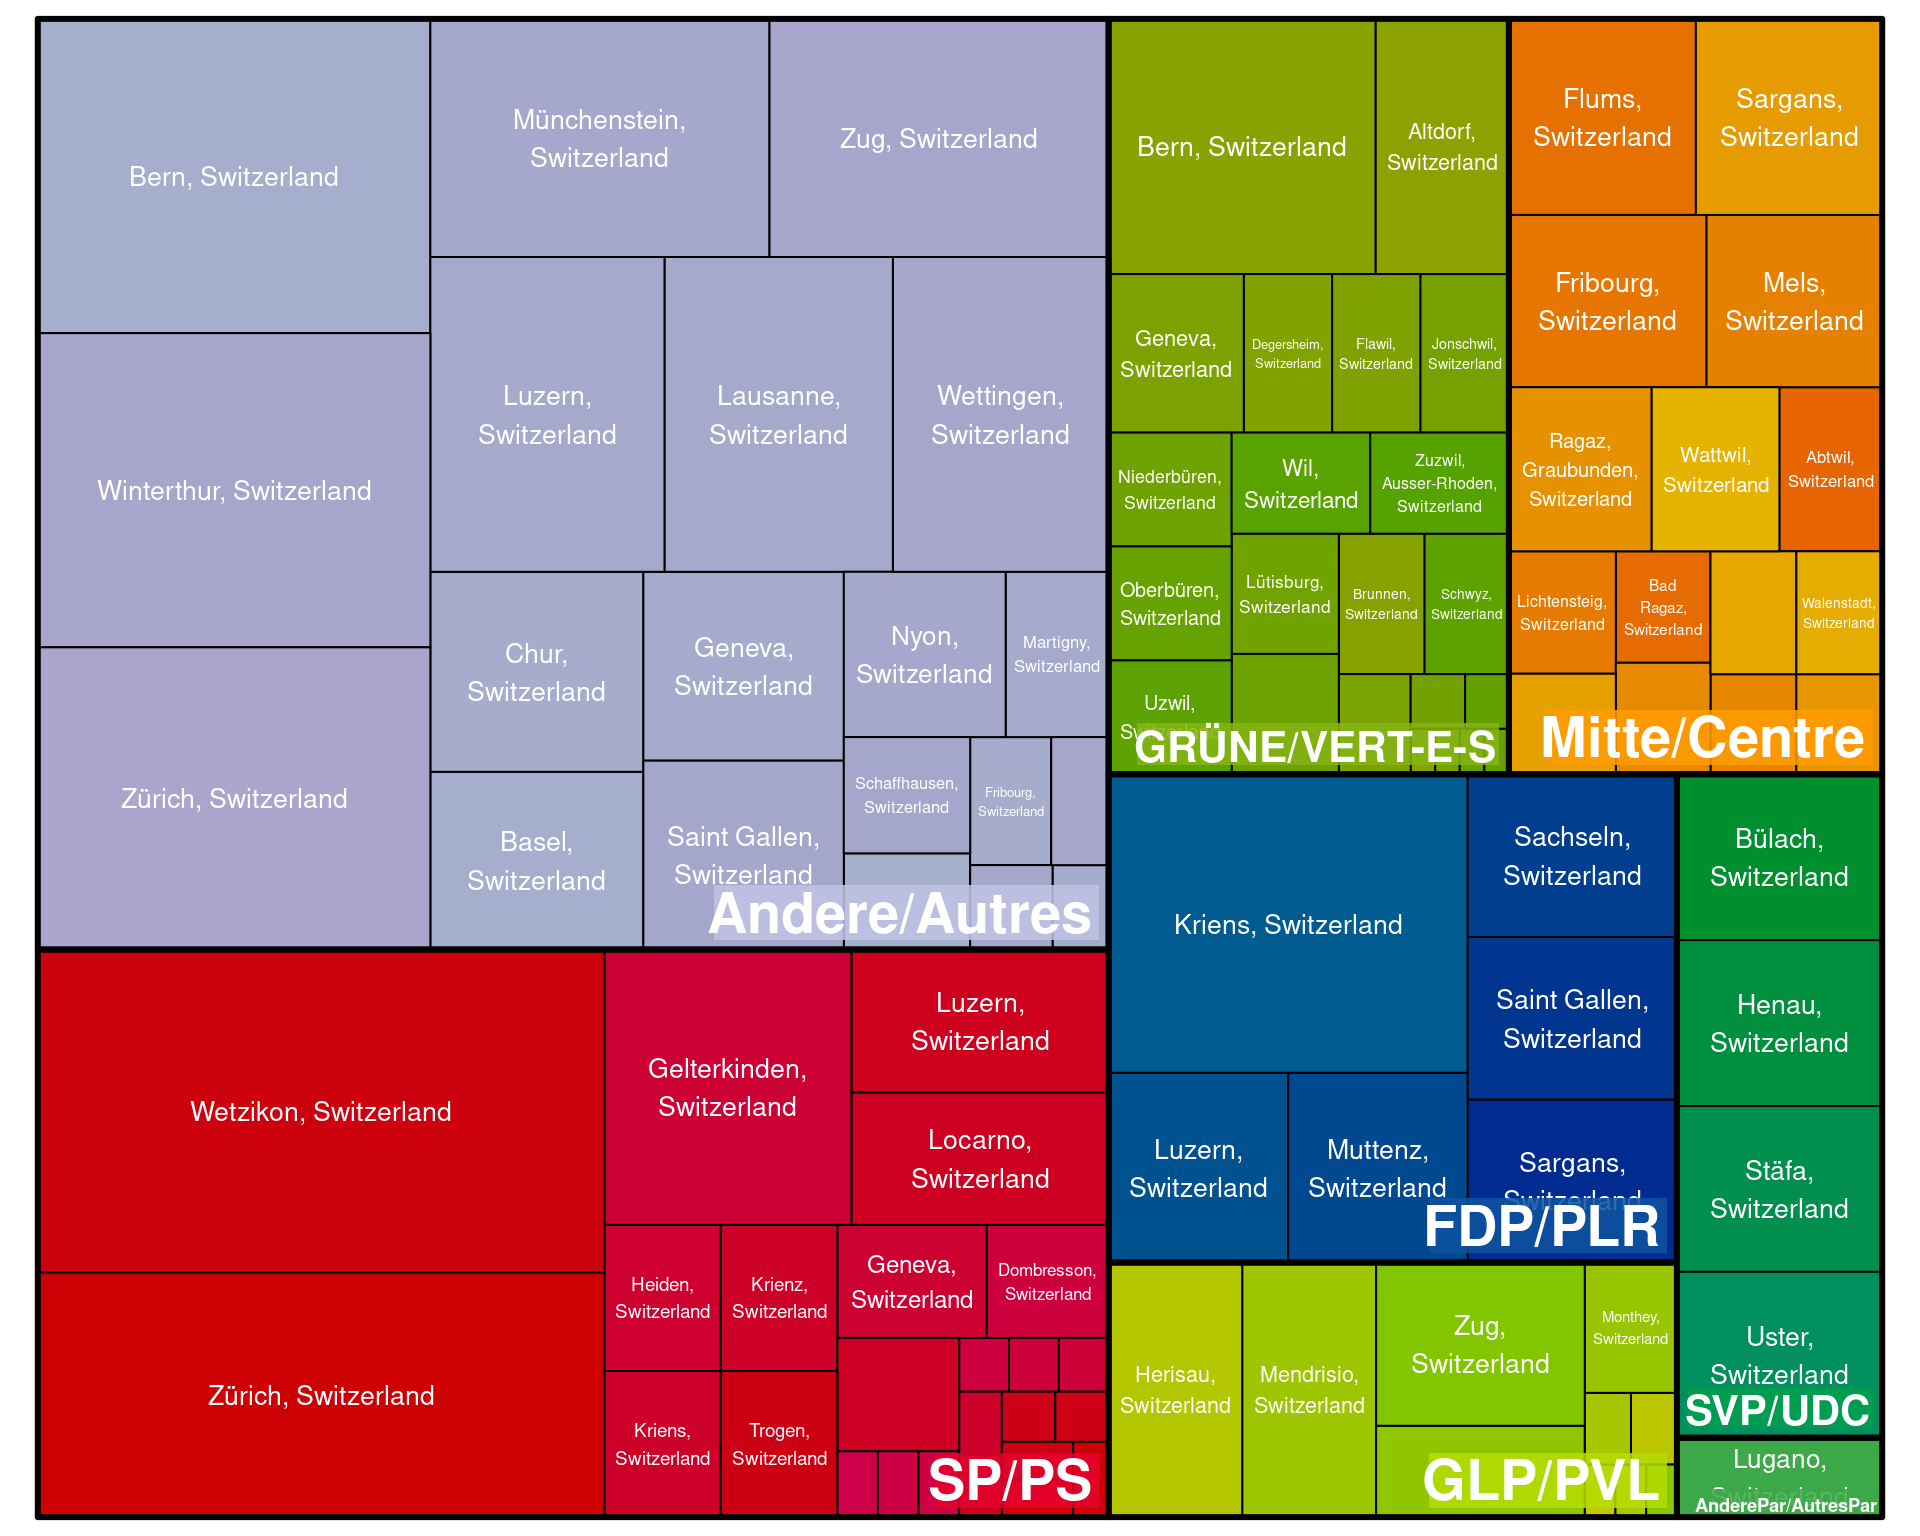 Bern, Switzerland
Winterthur, Switzerland
Zürich, Switzerland
Münchenstein,
Switzerland
Zug, Switzerland
Luzern,
Switzerland
Lausanne,
Switzerland
Wettingen,
Switzerland
Chur,
Switzerland
Geneva,
Switzerland
Nyon,
Switzerland
Martigny,
Switzerland
Basel,
Switzerland
Saint Gallen,
Switzerland
Schaffhausen,
Switzerland
Fribourg,
Switzerland
Andere/Autres
Bern, Switzerland
Altdorf,
Switzerland
Geneva,
Switzerland
Degersheim,
Switzerland
Flawil,
Switzerland
Jonschwil,
Switzerland
Niederbüren,
Switzerland
Wil,
Switzerland
Zuzwil,
Ausser-Rhoden,
Switzerland
Oberbüren,
Switzerland
Lütisburg,
Switzerland
Brunnen,
Switzerland
Schwyz,
Switzerland
Uzwil,
Switzerland
GRÜNE/VERT-E-S
Flums,
Switzerland
Sargans,
Switzerland
Fribourg,
Switzerland
Mels,
Switzerland
Ragaz,
Graubunden,
Switzerland
Wattwil,
Switzerland
Abtwil,
Switzerland
Lichtensteig,
Switzerland
Bad
Ragaz,
Switzerland
Walenstadt,
Switzerland
Mitte/Centre
Wetzikon, Switzerland
Zürich, Switzerland
Gelterkinden,
Switzerland
Luzern,
Switzerland
Locarno,
Switzerland
Heiden,
Switzerland
Krienz,
Switzerland
Geneva,
Switzerland
Dombresson,
Switzerland
Kriens,
Switzerland
Trogen,
Switzerland
SP/PS
Kriens, Switzerland
Sachseln,
Switzerland
Saint Gallen,
Switzerland
Luzern,
Switzerland
Muttenz,
Switzerland
Sargans,
Switzerland
FDP/PLR
Bülach,
Switzerland
Henau,
Switzerland
Stäfa,
Switzerland
Uster,
Switzerland
SVP/UDC
Herisau,
Switzerland
Mendrisio,
Switzerland
Zug,
Switzerland
Monthey,
Switzerland
GLP/PVL
Lugano,
Switzerland
AnderePar/AutresPar